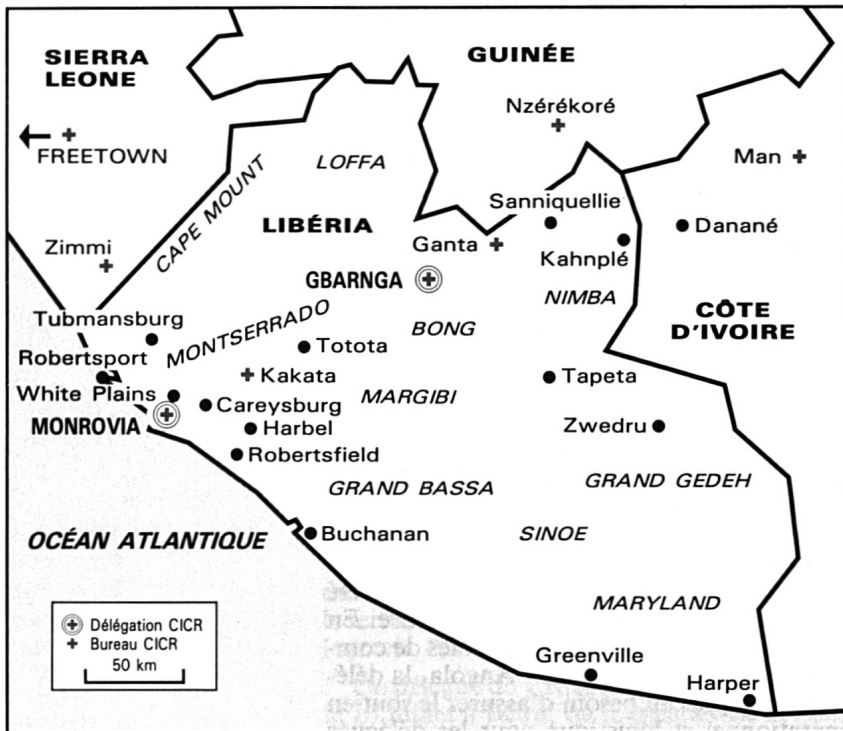 SIERRA
LEONE
GUINÉE
Nzérékoré
FREETOWN
Man
LOFFA
CAPE MOUNT
Sanniquellie
LIBÉRIA
Danané
Zimmi
Ganta
Kahnplé
GBARNGA
NIMBA
CÔTE
D'IVOIRE
Tubmansburg
MONTSERRADO
BONG
Totota
Robertsport
Kakata
Tapeta
White Plains
MARGIBI
Careysburg
MONROVIA
Harbel
Zwedru
Robertsfield
GRAND BASSA
GRAND GEDEH
Buchanan
SINOE
OCÉAN ATLANTIQUE
MARYLAND
Délégation CICR
Bureau CICR
50 km
Greenville
Harper